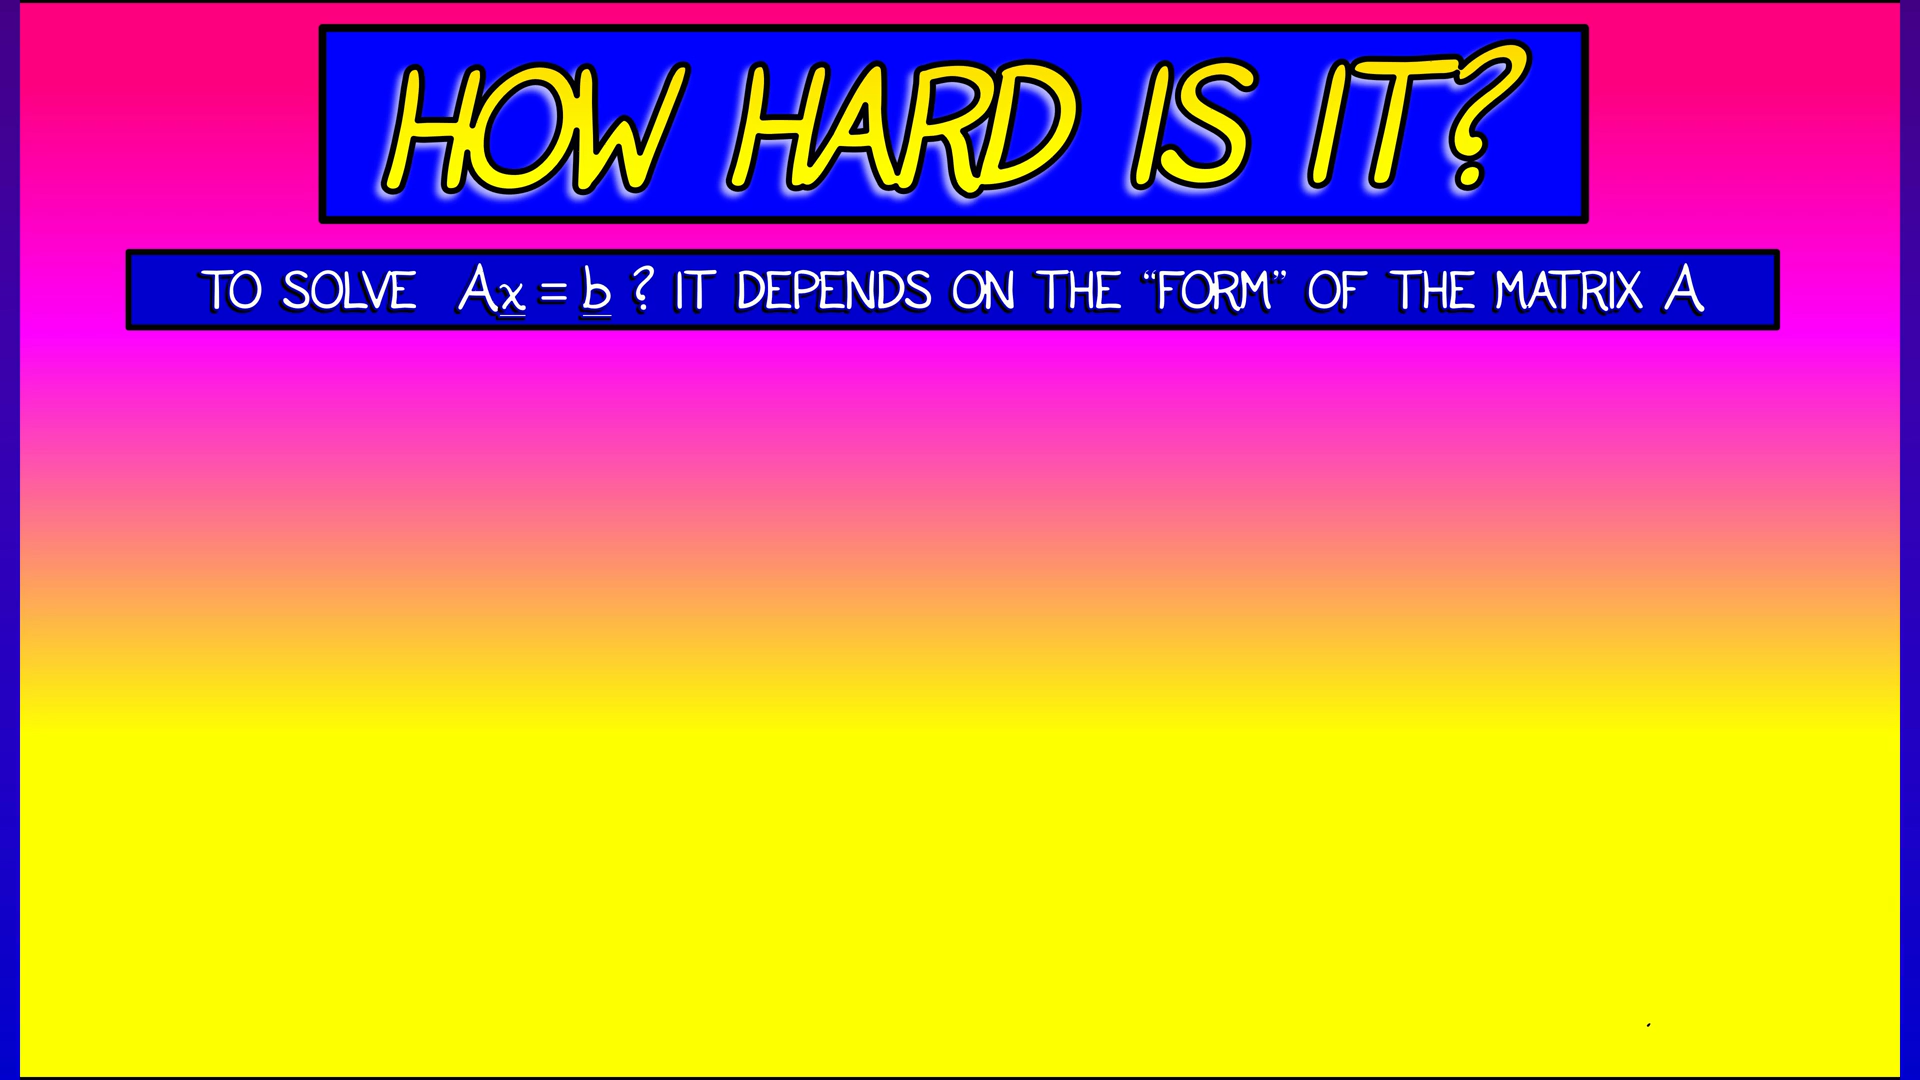 HOW HARD IS IT?
TO SOLVE Ax = b ? IT DEPENDS ON THE “FORM” OF THE MATRIX A